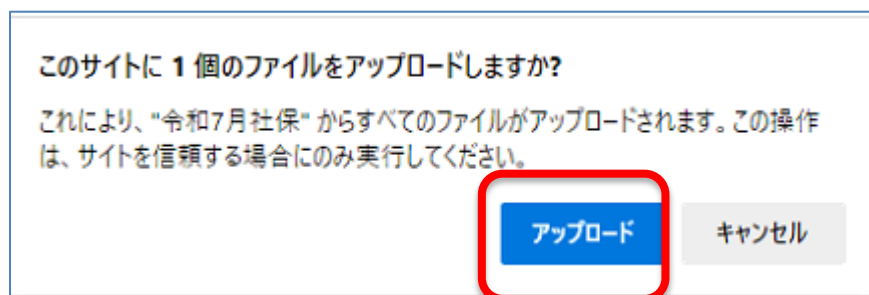 このサイトに 1 個のファイルをアップロードしますか?
これにより、"令和7月社保" からすべてのファイルがアップロードされます。この操作
は、サイトを信頼する場合にのみ実行してください。
アップロード
キャンセル